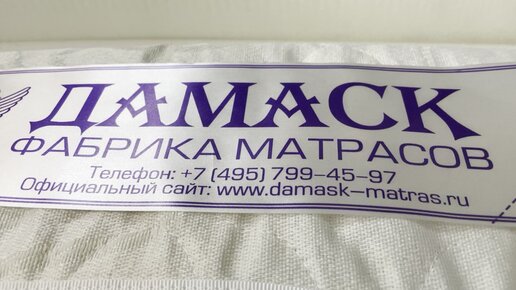 ДАМАСК
ФАБРИКА МАТРАСОВ
Телефон: +7 (495) 799-45-97
Официальный сайт: www.damask-matras.ru